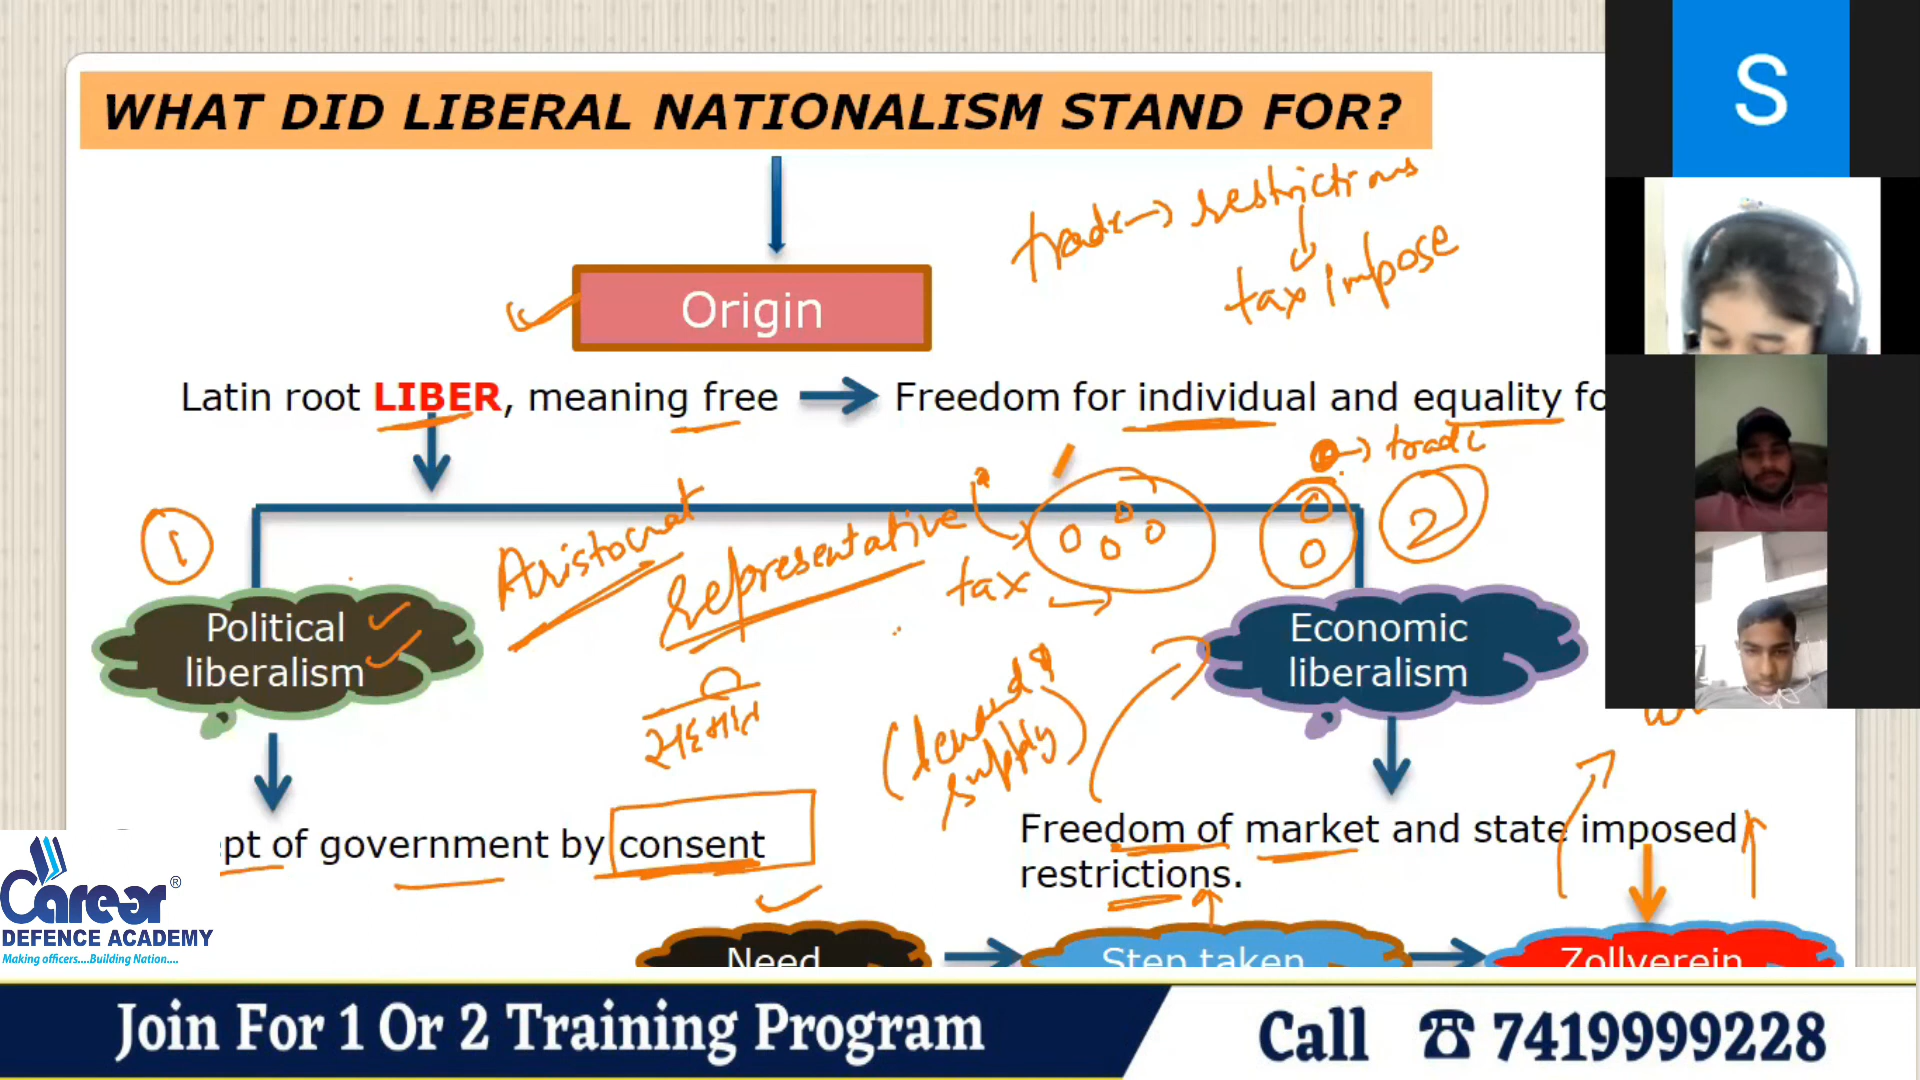 S
WHAT DID LIBERAL NATIONALISM STAND FOR?
trade → restrictions
tax impose
Origin
Latin root LIBER, meaning free → Freedom for individual and equality fo
→ trade
1
2
Aristocrat
representative
tax →
Political
liberalism
Economic
liberalism
सहमति
(demand &
supply)
pt of government by consent
Freedom of market and state imposed
restrictions.
Need
Step taken
Zollverein
Carear®
DEFENCE ACADEMY
Making officers....Building Nation....
Join For 1 Or 2 Training Program
Call ☎ 7419999228